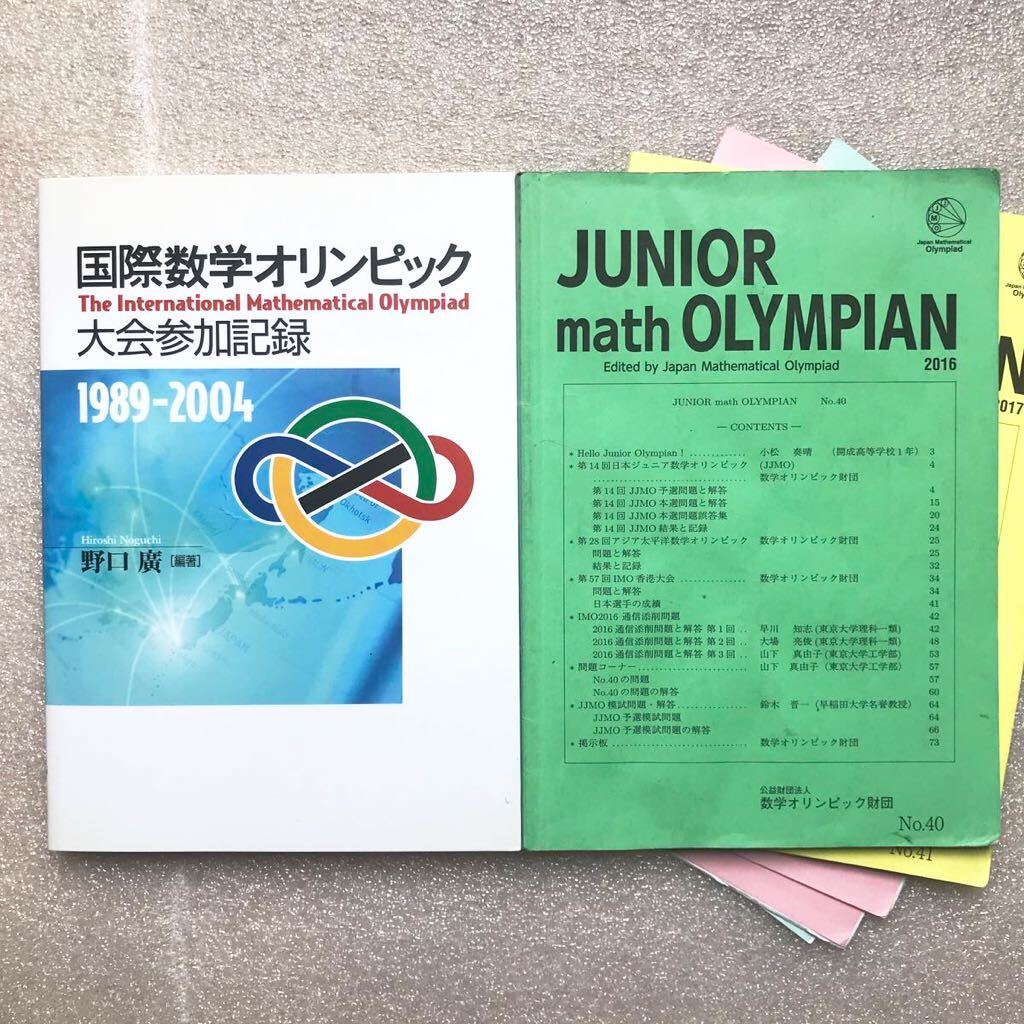 国際数学オリンピック
The International Mathematical Olympiad
大会参加記録
1989-2004
Okhotsk
Hiroshi Noguchi
野口 廣 [編著]
JJMO
Japan Mathematical
Olympiad
JUNIOR
math OLYMPIAN
Edited by Japan Mathematical Olympiad 2016
JUNIOR math OLYMPIAN No.40
— CONTENTS —
* Hello Junior Olympian! ............ 小松 奏晴 (開成高等学校1年) 3
* 第14回日本ジュニア数学オリンピック (JJMO) 4
............ 数学オリンピック財団
第14回 JJMO 予選問題と解答 4
第14回 JJMO 本選問題と解答 15
第14回 JJMO 本選問題誤答集 20
第14回 JJMO 結果と記録 24
* 第28回アジア太平洋数学オリンピック 数学オリンピック財団 25
問題と解答 25
結果と記録 32
* 第57回 IMO 香港大会 ............ 数学オリンピック財団 34
問題と解答 34
日本選手の成績 41
* IMO2016 通信添削問題 42
2016 通信添削問題と解答 第1回 .. 早川 知志 (東京大学理科一類) 42
2016 通信添削問題と解答 第2回 .. 大場 亮俊 (東京大学理科一類) 48
2016 通信添削問題と解答 第3回 .. 山下 真由子 (東京大学工学部) 53
* 問題コーナー ............ 山下 真由子 (東京大学工学部) 57
No.40 の問題 57
No.40 の問題の解答 60
* JJMO 模試問題・解答 ............ 鈴木 晋一 (早稲田大学名誉教授) 64
JJMO 予選模試問題 64
JJMO 予選模試問題の解答 66
* 掲示板 ............ 数学オリンピック財団 73
公益財団法人
数学オリンピック財団
No.40
N
2017
No.41